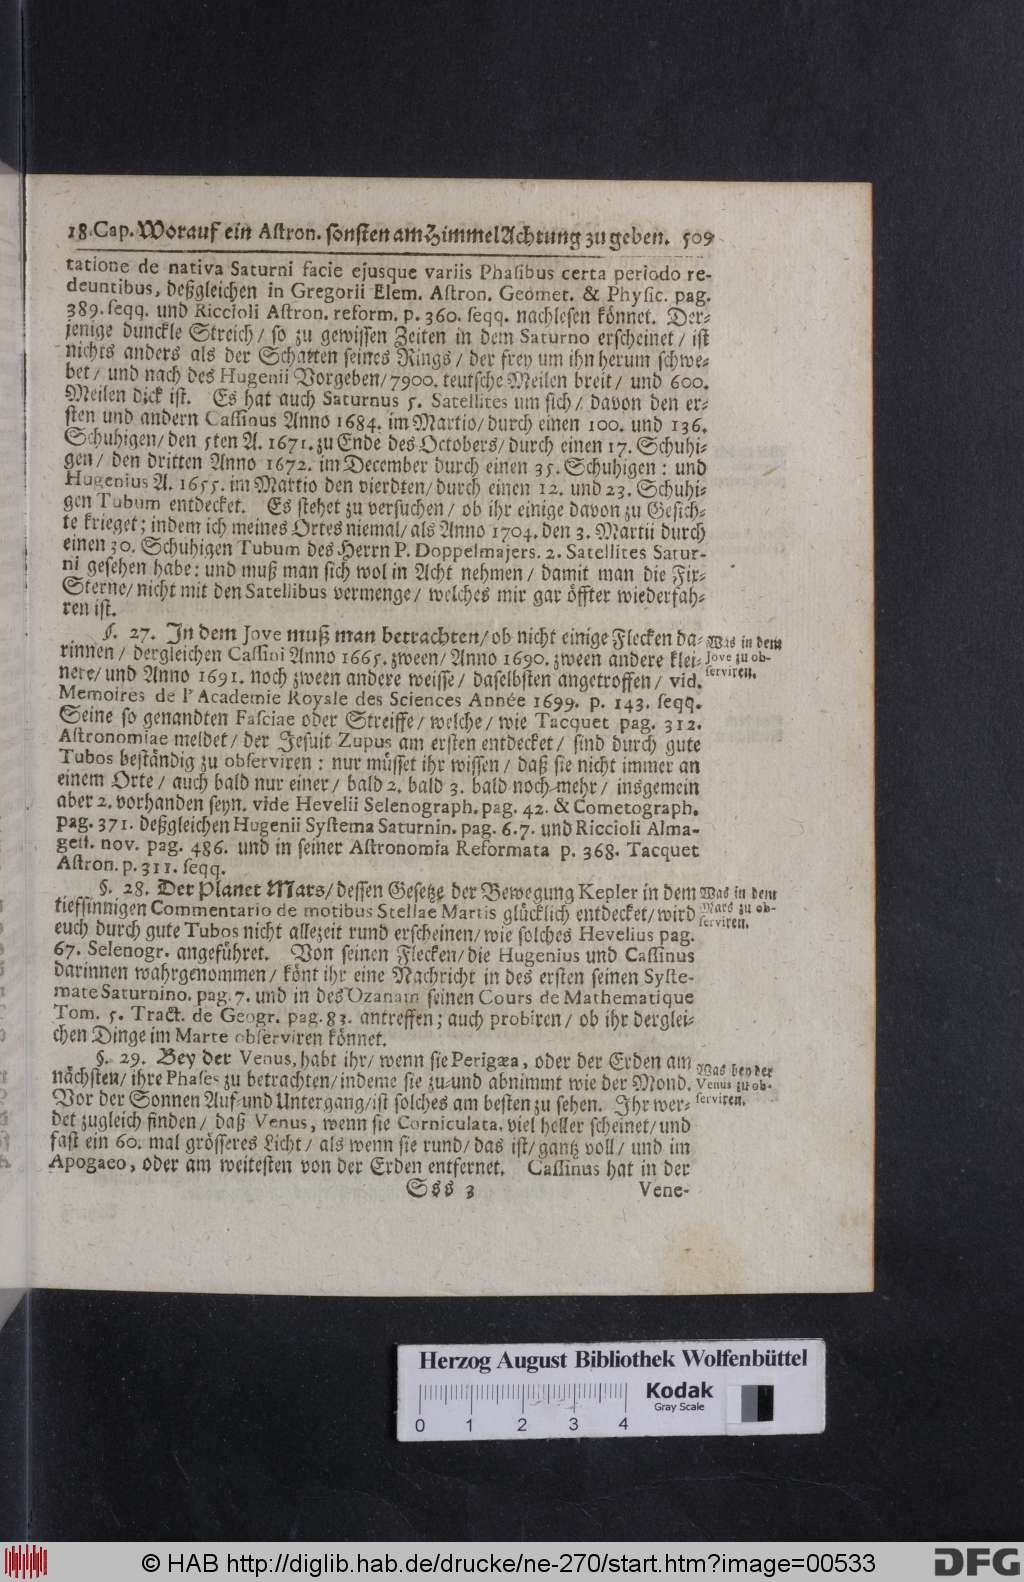 18. Cap. Worauf ein Astron. sonsten am Himmel Achtung zu geben. 509
tatione de nativa Saturni facie ejusque variis Phasibus certa periodo re-
deuntibus, deßgleichen in Gregorii Elem. Astron. Geomet. & Physic. pag.
389. seqq. und Riccioli Astron. reform. p. 360. seqq. nachlesen könnet. Der-
jenige dunckle Streich/ so zu gewissen Zeiten in dem Saturno erscheinet/ ist
nichts anders als der Schatten seines Rings/ der frey um ihn herum schwe-
bet/ und nach des Hugenii Vorgeben/ 7900. teutsche Meilen breit/ und 600.
Meilen dick ist. Es hat auch Saturnus 5. Satellites um sich/ davon den er-
sten und andern Cassinus Anno 1684. im Martio/ durch einen 100. und 136.
Schuhigen/ den 5ten A. 1671. zu Ende des Octobers/ durch einen 17. Schuhi-
gen/ den dritten Anno 1672. im December durch einen 35. Schuhigen: und
Hugenius A. 1655. im Martio den vierdten/ durch einen 12. und 23. Schuhi-
gen Tubum entdecket. Es stehet zu versuchen/ ob ihr einige davon zu Gesich-
te krieget; indem ich meines Ortes niemal/ als Anno 1704. den 3. Martii durch
einen 30. Schuhigen Tubum des Herrn P. Doppelmajers. 2. Satellites Satur-
ni gesehen habe: und muß man sich wol in Acht nehmen/ damit man die Fix-
Sterne/ nicht mit den Satellibus vermenge/ welches mir gar öffter wiederfah-
ren ist.
§. 27. In dem Jove muß man betrachten/ ob nicht einige Flecken da-
rinnen/ dergleichen Cassini Anno 1665. zween/ Anno 1690. zween andere klei-
nere/ und Anno 1691. noch zween andere weisse/ daselbsten angetroffen/ vid.
Memoires de l'Academie Royale des Sciences Année 1699. p. 143. seqq.
Seine so genandten Fasciae oder Streiffe/ welche/ wie Tacquet pag. 312.
Astronomiae meldet/ der Jesuit Zupus am ersten entdecket/ sind durch gute
Tubos beständig zu observiren: nur müsset ihr wissen/ daß sie nicht immer an
einem Orte/ auch bald nur einer/ bald 2. bald 3. bald noch mehr/ insgemein
aber 2. vorhanden seyn. vide Hevelii Selenograph. pag. 42. & Cometograph.
pag. 371. deßgleichen Hugenii Systema Saturnin. pag. 6. 7. und Riccioli Alma-
gest. nov. pag. 486. und in seiner Astronomia Reformata p. 368. Tacquet
Astron. p. 311. seqq.
Was in dem
Jove zu ob-
serviren.
§. 28. Der Planet Mars/ dessen Gesetze der Bewegung Kepler in dem
tiefsinnigen Commentario de motibus Stellae Martis glücklich entdecket/ wird
euch durch gute Tubos nicht allezeit rund erscheinen/ wie solches Hevelius pag.
67. Selenogr. angeführet. Von seinen Flecken/ die Hugenius und Cassinus
darinnen wahrgenommen/ könt ihr eine Nachricht in des ersten seinen Syste-
mate Saturnino. pag. 7. und in des Ozanam seinen Cours de Mathematique
Tom. 5. Tract. de Geogr. pag. 83. antreffen; auch probiren/ ob ihr derglei-
chen Dinge im Marte observiren könnet.
Was in dem
Mars zu ob-
serviren.
§. 29. Bey der Venus, habt ihr/ wenn sie Perigæa, oder der Erden am
nächsten/ ihre Phases zu betrachten/ indeme sie zu- und abnimmt wie der Mond.
Vor der Sonnen Auf- und Untergang/ ist solches am besten zu sehen. Ihr wer-
det zugleich finden/ daß Venus, wenn sie Corniculata, viel heller scheinet/ und
fast ein 60. mal grösseres Licht/ als wenn sie rund/ das ist/ gantz voll/ und im
Apogaeo, oder am weitesten von der Erden entfernet. Cassinus hat in der
Was bey der
Venus zu ob-
serviren.
Sss 3 Vene-
Herzog August Bibliothek Wolfenbüttel
Kodak
Gray Scale
0 1 2 3 4
© HAB http://diglib.hab.de/drucke/ne-270/start.htm?image=00533
DFG